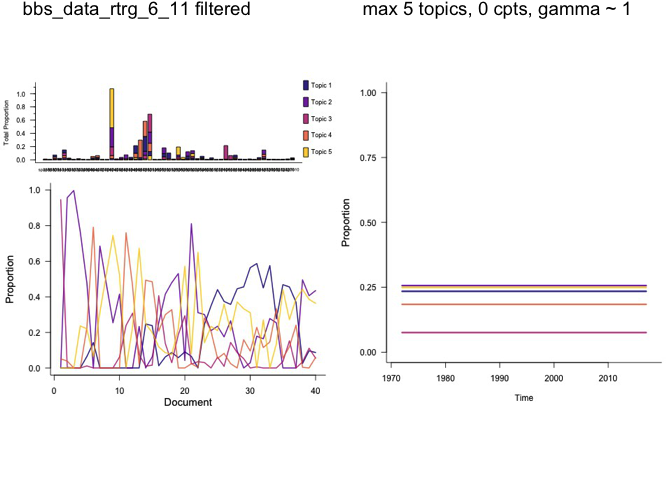 bbs_data_rtrg_6_11 filtered
max 5 topics, 0 cpts, gamma ~ 1
Total Proportion
1.0
0.8
0.6
0.4
0.2
0.0
Topic 1
Topic 2
Topic 3
Topic 4
Topic 5
Proportion
1.0
0.8
0.6
0.4
0.2
0.0
0
10
20
30
40
Document
Proportion
1.00
0.75
0.50
0.25
0.00
1970
1980
1990
2000
2010
Time